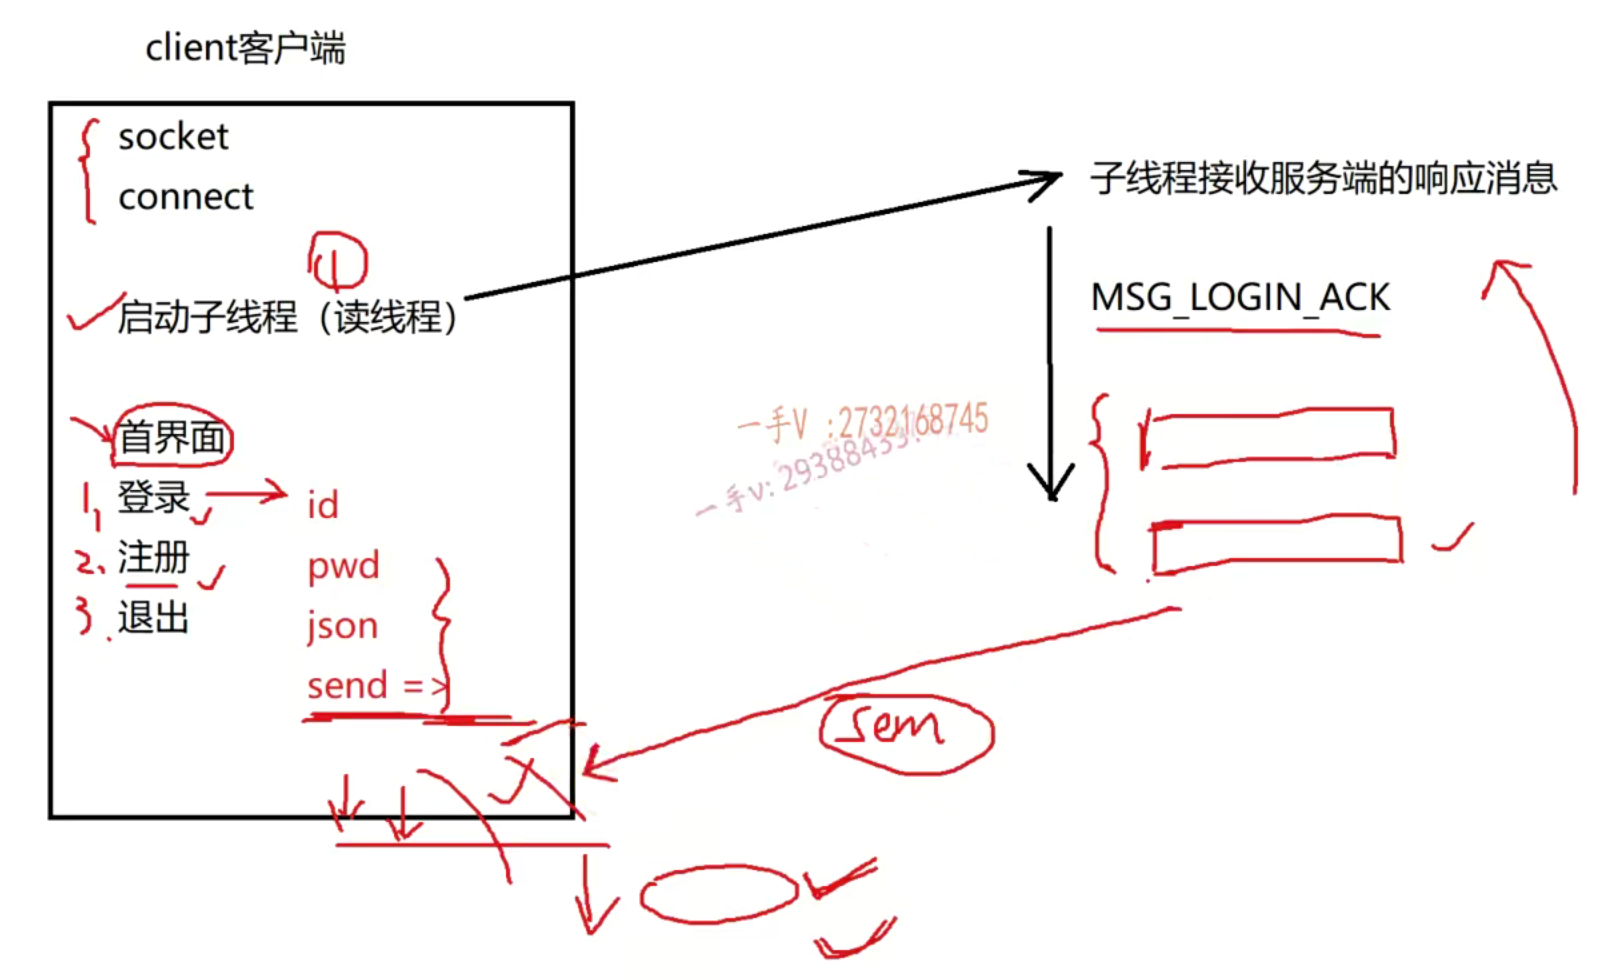 client客户端
socket
connect
1
启动子线程（读线程）
首界面
1, 登录
2. 注册
3. 退出
id
pwd
json
send =>
子线程接收服务端的响应消息
MSG_LOGIN_ACK
一手V :2732168745
一手v: 29388433
sem